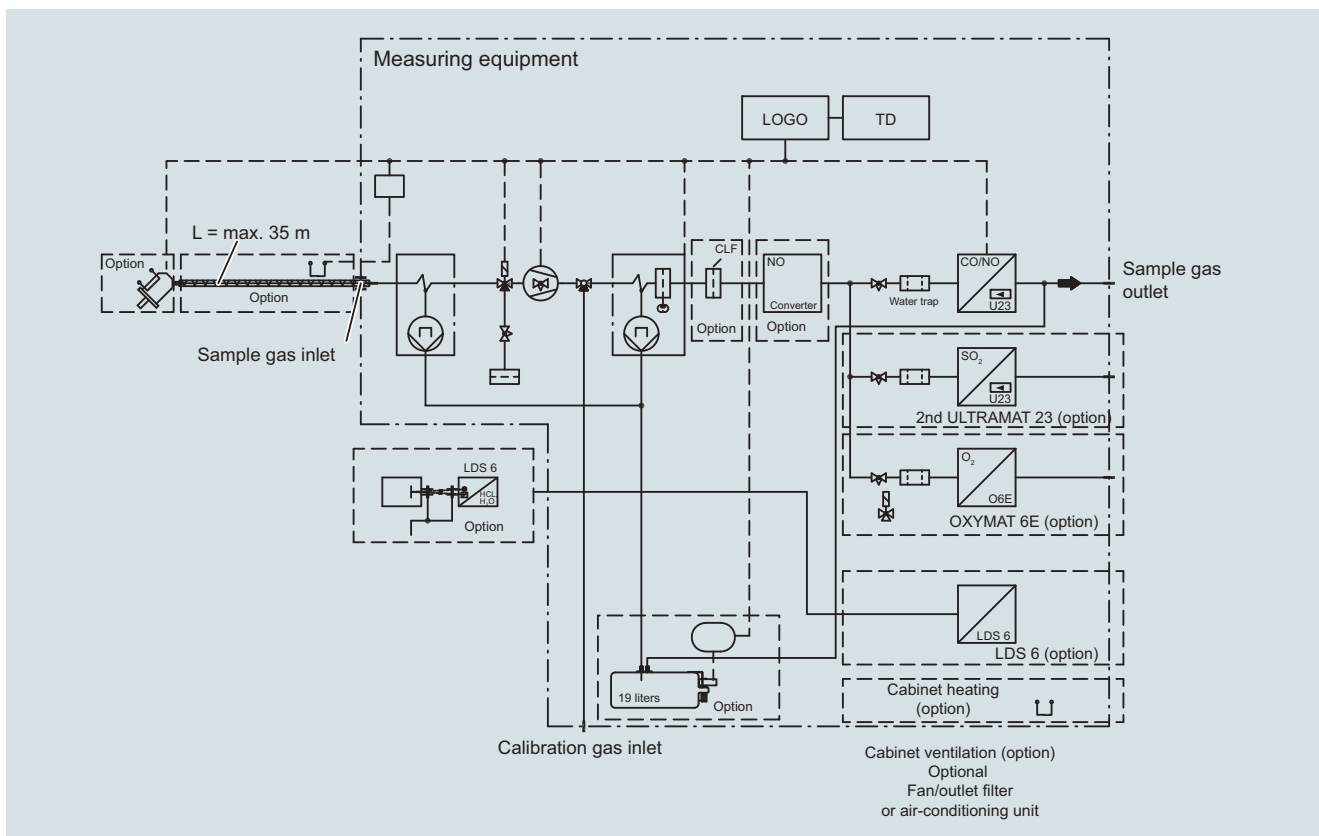 Measuring equipment
LOGO
TD
L = max. 35 m
Option
Option
Sample gas inlet
CLF
Option
NO
Converter
Option
Water trap
CO/NO
U23
Sample gas
outlet
SO2
U23
2nd ULTRAMAT 23 (option)
O2
O6E
OXYMAT 6E (option)
LDS 6
HCL
H2O
Option
LDS 6
LDS 6 (option)
19 liters
Option
Cabinet heating
(option)
Calibration gas inlet
Cabinet ventilation (option)
Optional
Fan/outlet filter
or air-conditioning unit